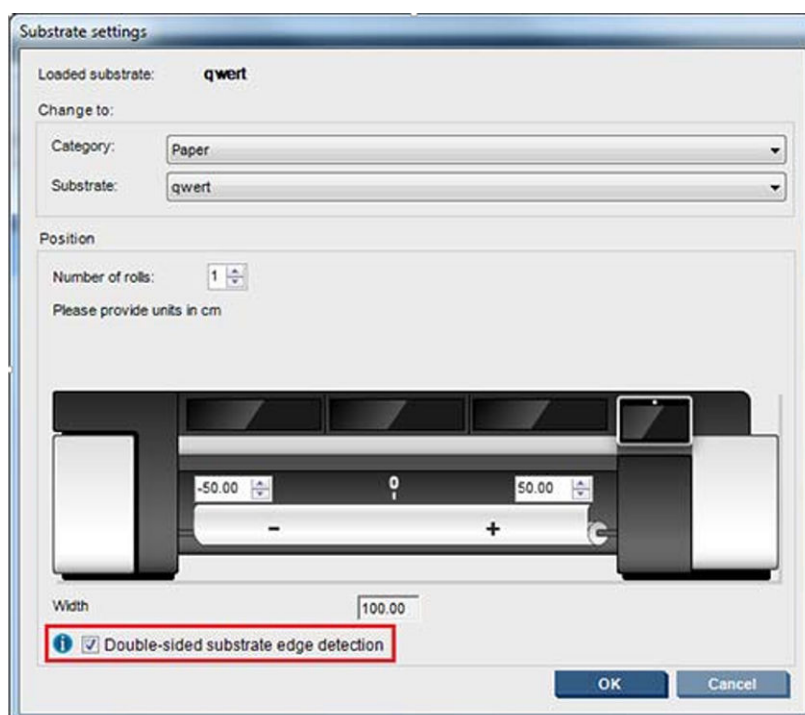 Substrate settings
Loaded substrate: qwert
Change to:
Category: Paper
Substrate: qwert
Position
Number of rolls: 1
Please provide units in cm
-50.00 0 50.00
- +
Width 100.00
Double-sided substrate edge detection
OK Cancel